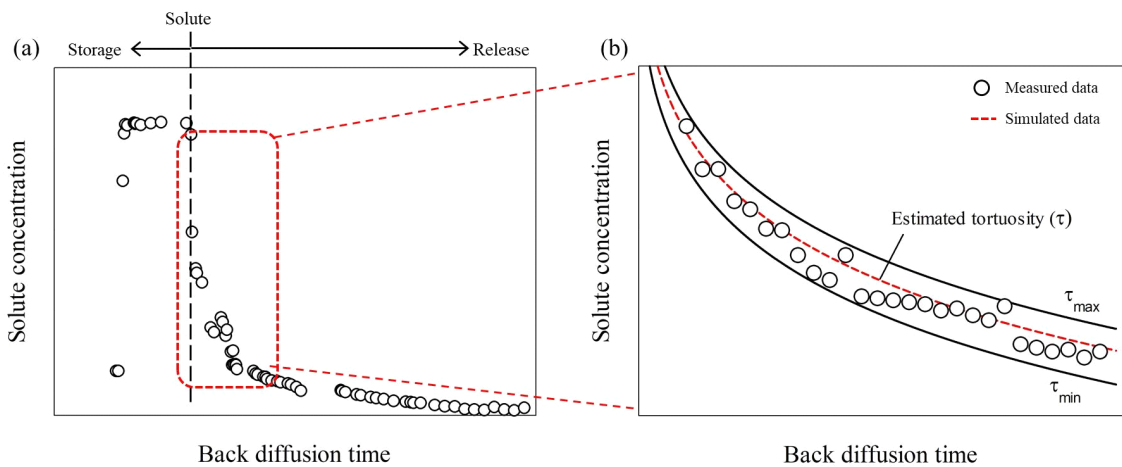 (a)
Solute
Storage
Release
Solute concentration
Back diffusion time
(b)
Measured data
Simulated data
Estimated tortuosity (τ)
τmax
τmin
Solute concentration
Back diffusion time